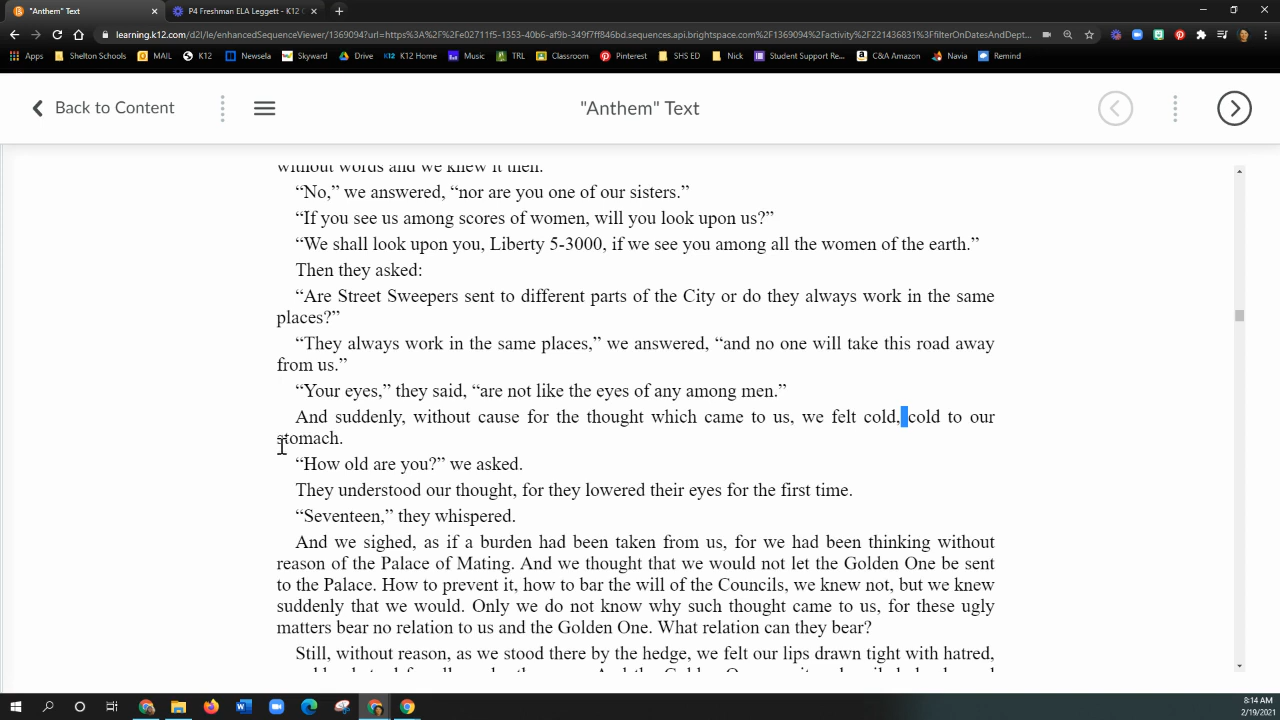 "Anthem" Text
P4 Freshman ELA Leggett - K12 C
learning.k12.com/d2l/le/enhancedSequenceViewer/1369094?url=https%3A%2F%2Fe02711f5-1353-40b6-af9b-349f7ff846bd.sequences.api.brightspace.com%2F1369094%2Factivity%2F221436831%3FfilterOnDatesAndDept...
Apps Shelton Schools MAIL K12 Newsela Skyward Drive K12 Home Music TRL Classroom Pinterest SHS ED Nick Student Support Re... C&A Amazon Navia Remind
Back to Content
"Anthem" Text
without words and we knew it then.
“No,” we answered, “nor are you one of our sisters.”
“If you see us among scores of women, will you look upon us?”
“We shall look upon you, Liberty 5-3000, if we see you among all the women of the earth.”
Then they asked:
“Are Street Sweepers sent to different parts of the City or do they always work in the same
places?”
“They always work in the same places,” we answered, “and no one will take this road away
from us.”
“Your eyes,” they said, “are not like the eyes of any among men.”
And suddenly, without cause for the thought which came to us, we felt cold, cold to our
stomach.
“How old are you?” we asked.
They understood our thought, for they lowered their eyes for the first time.
“Seventeen,” they whispered.
And we sighed, as if a burden had been taken from us, for we had been thinking without
reason of the Palace of Mating. And we thought that we would not let the Golden One be sent
to the Palace. How to prevent it, how to bar the will of the Councils, we knew not, but we knew
suddenly that we would. Only we do not know why such thought came to us, for these ugly
matters bear no relation to us and the Golden One. What relation can they bear?
Still, without reason, as we stood there by the hedge, we felt our lips drawn tight with hatred,
8:14 AM
2/19/2021